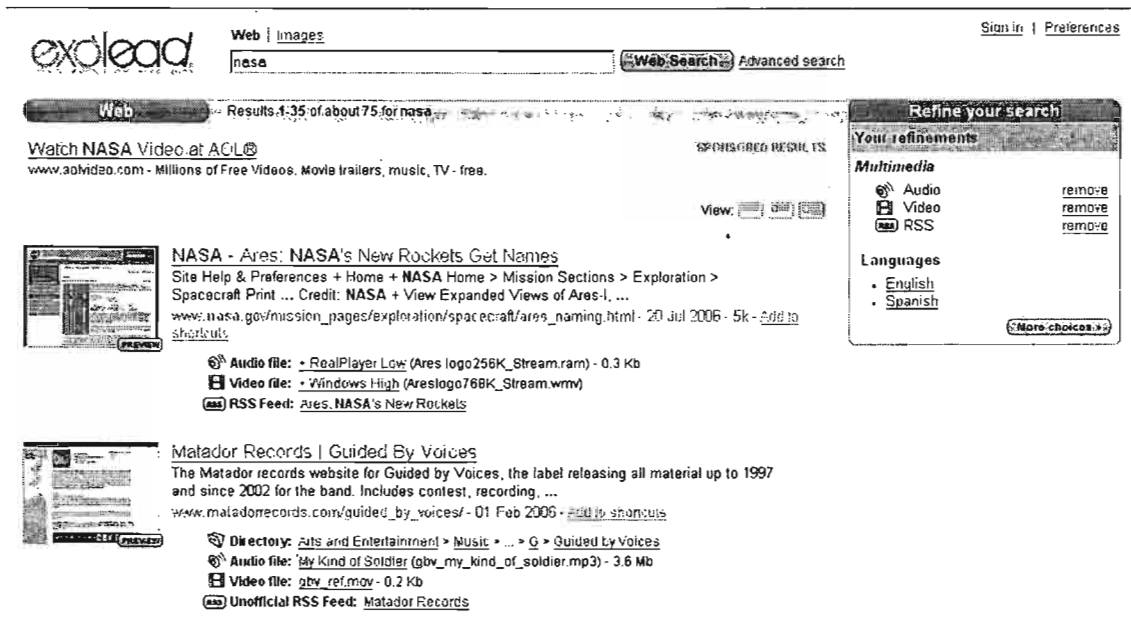 Web | Images
Sign in | Preferences
exalead
nasa
Web Search Advanced search
Web
Results 1-35 of about 75 for nasa
Refine your search
Your refinements
Watch NASA Video at AOL®
SPONSORED RESULTS
www.aolvideo.com - Millions of Free Videos. Movie trailers, music, TV - free.
Multimedia
Audio remove
Video remove
RSS remove
View:
Languages
• English
• Spanish
More choices »
NASA - Ares: NASA's New Rockets Get Names
Site Help & Preferences + Home + NASA Home > Mission Sections > Exploration >
Spacecraft Print ... Credit: NASA + View Expanded Views of Ares-I, ...
www.nasa.gov/mission_pages/exploration/spacecraft/ares_naming.html - 20 Jul 2006 - 5k - Add to
shortcuts
PREVIEW
Audio file: • RealPlayer Low (Ares logo256K_Stream.ram) - 0.3 Kb
Video file: • Windows High (Areslogo768K_Stream.wmv)
RSS RSS Feed: Ares, NASA's New Rockets
Matador Records | Guided By Voices
The Matador records website for Guided by Voices, the label releasing all material up to 1997
and since 2002 for the band. Includes contest, recording, ...
www.matadorrecords.com/guided_by_voices/ - 01 Feb 2006 - Add to shortcuts
PREVIEW
Directory: Arts and Entertainment > Music > ... > G > Guided by Voices
Audio file: My Kind of Soldier (gbv_my_kind_of_soldier.mp3) - 3.6 Mb
Video file: gbv_ref.mov - 0.2 Kb
RSS Unofficial RSS Feed: Matador Records